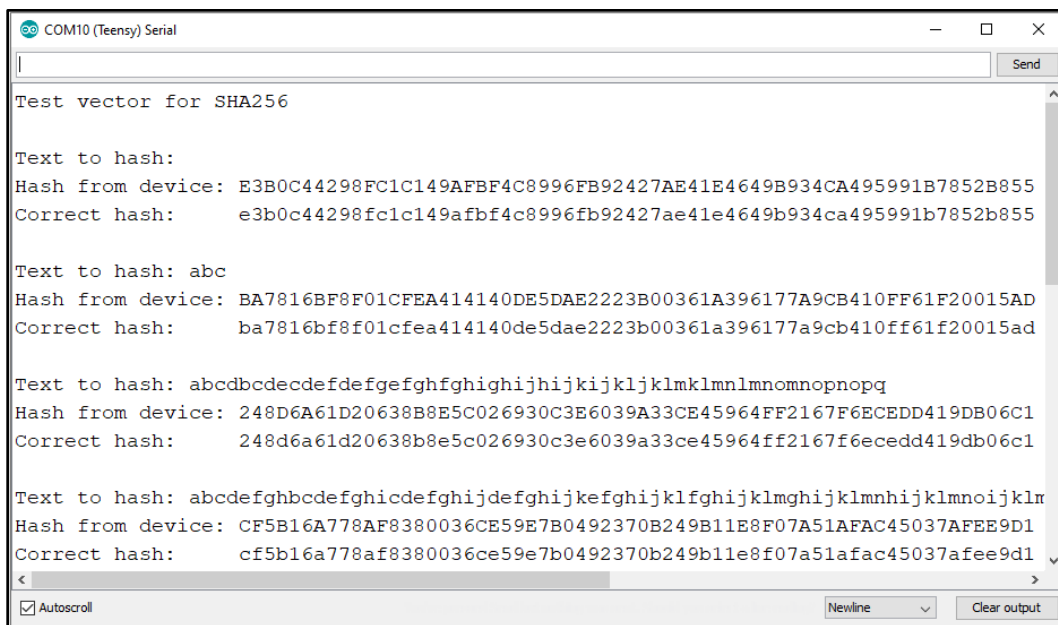 COM10 (Teensy) Serial
Send
Test vector for SHA256
Text to hash:
Hash from device: E3B0C44298FC1C149AFBF4C8996FB92427AE41E4649B934CA495991B7852B855
Correct hash: e3b0c44298fc1c149afbf4c8996fb92427ae41e4649b934ca495991b7852b855
Text to hash: abc
Hash from device: BA7816BF8F01CFEA414140DE5DAE2223B00361A396177A9CB410FF61F20015AD
Correct hash: ba7816bf8f01cfea414140de5dae2223b00361a396177a9cb410ff61f20015ad
Text to hash: abcdbcdecdefdefgefghfghighijhijkijkljklmklmnlmnomnopnopq
Hash from device: 248D6A61D20638B8E5C026930C3E6039A33CE45964FF2167F6ECEDD419DB06C1
Correct hash: 248d6a61d20638b8e5c026930c3e6039a33ce45964ff2167f6ecedd419db06c1
Text to hash: abcdefghbcdefghicdefghijdefghijkefghijklfghijklmghijklmnhijklmnoijklm
Hash from device: CF5B16A778AF8380036CE59E7B0492370B249B11E8F07A51AFAC45037AFEE9D1
Correct hash: cf5b16a778af8380036ce59e7b0492370b249b11e8f07a51afac45037afee9d1
Autoscroll
Newline
Clear output